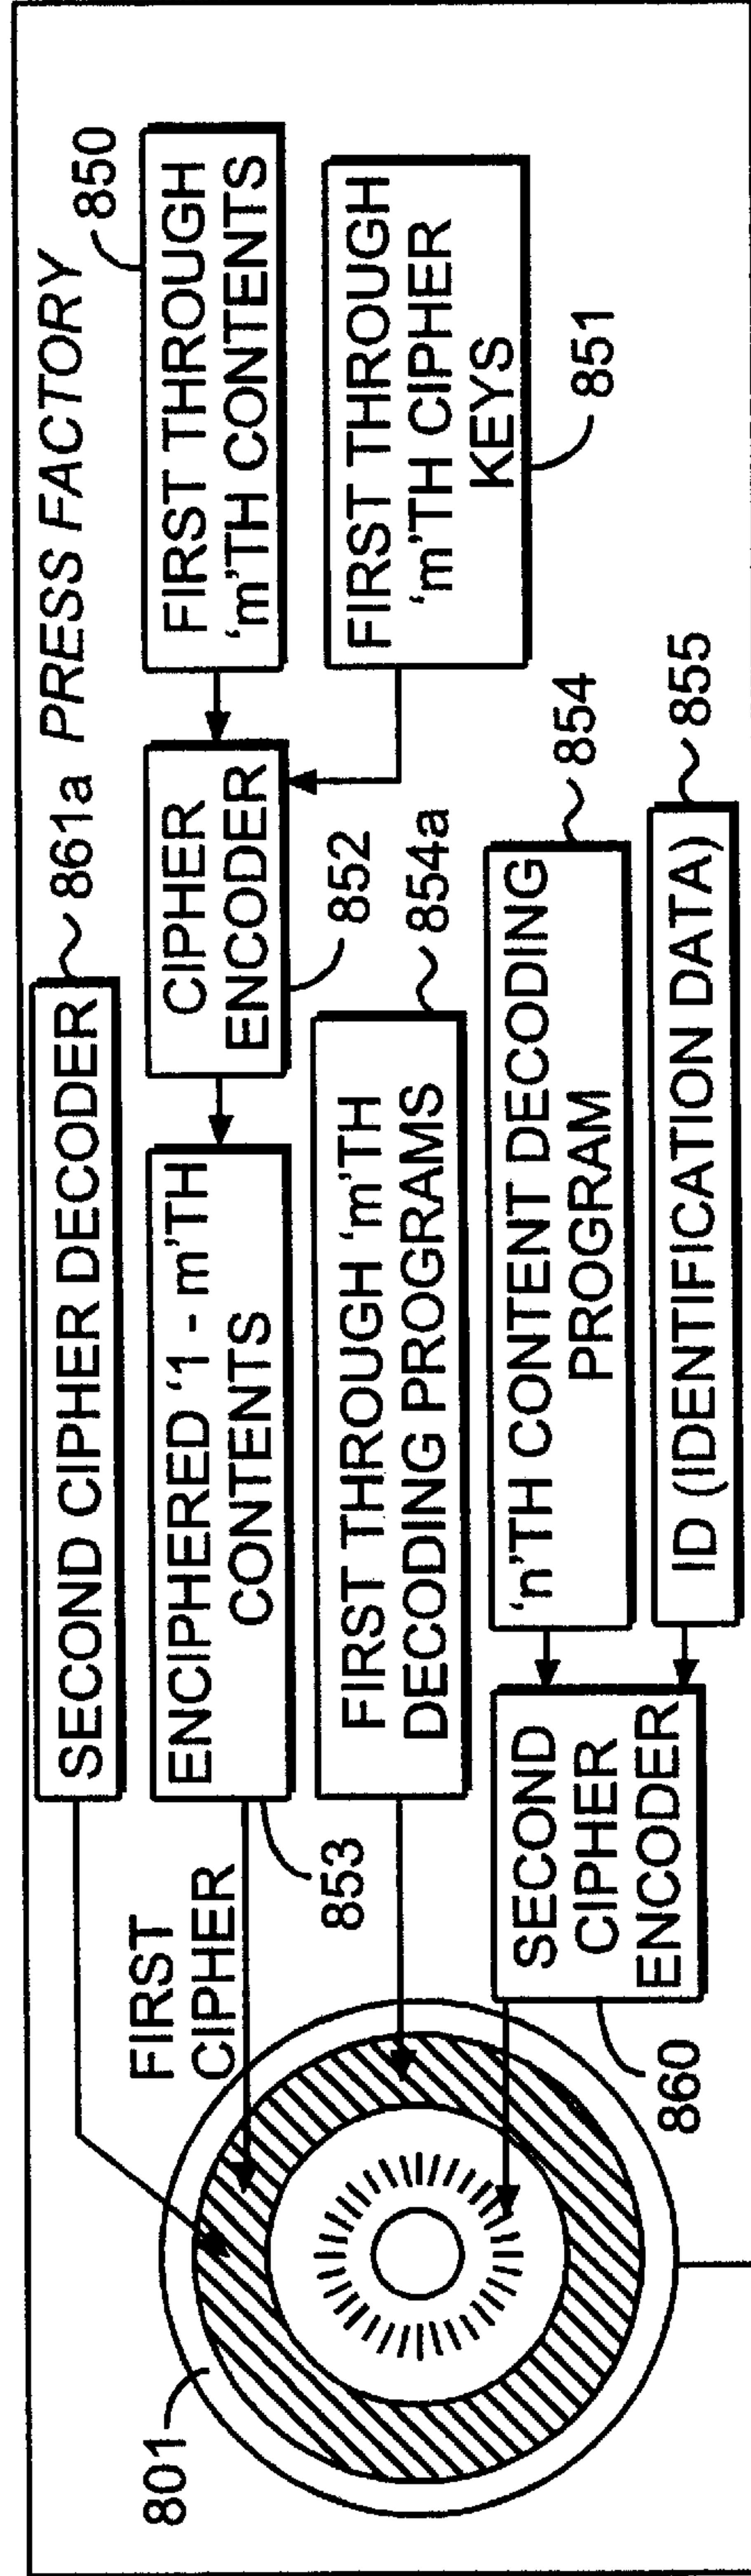 861a PRESS FACTORY
850
SECOND CIPHER DECODER
FIRST THROUGH
‘m’TH CONTENTS
CIPHER
ENCODER
852
FIRST THROUGH
‘m’TH CIPHER
KEYS
851
ENCIPHERED ‘1 - m’TH
CONTENTS
853
FIRST
CIPHER
FIRST THROUGH ‘m’TH
DECODING PROGRAMS
854a
‘n’TH CONTENT DECODING
PROGRAM
854
ID (IDENTIFICATION DATA)
855
SECOND
CIPHER
ENCODER
860
801